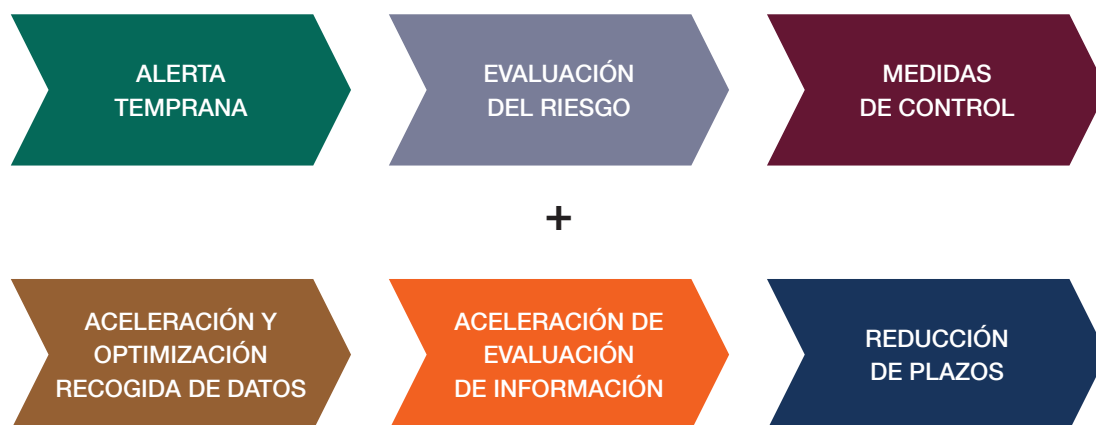 ALERTA
TEMPRANA
EVALUACIÓN
DEL RIESGO
MEDIDAS
DE CONTROL
+
ACELERACIÓN Y
OPTIMIZACIÓN
RECOGIDA DE DATOS
ACELERACIÓN DE
EVALUACIÓN
DE INFORMACIÓN
REDUCCIÓN
DE PLAZOS